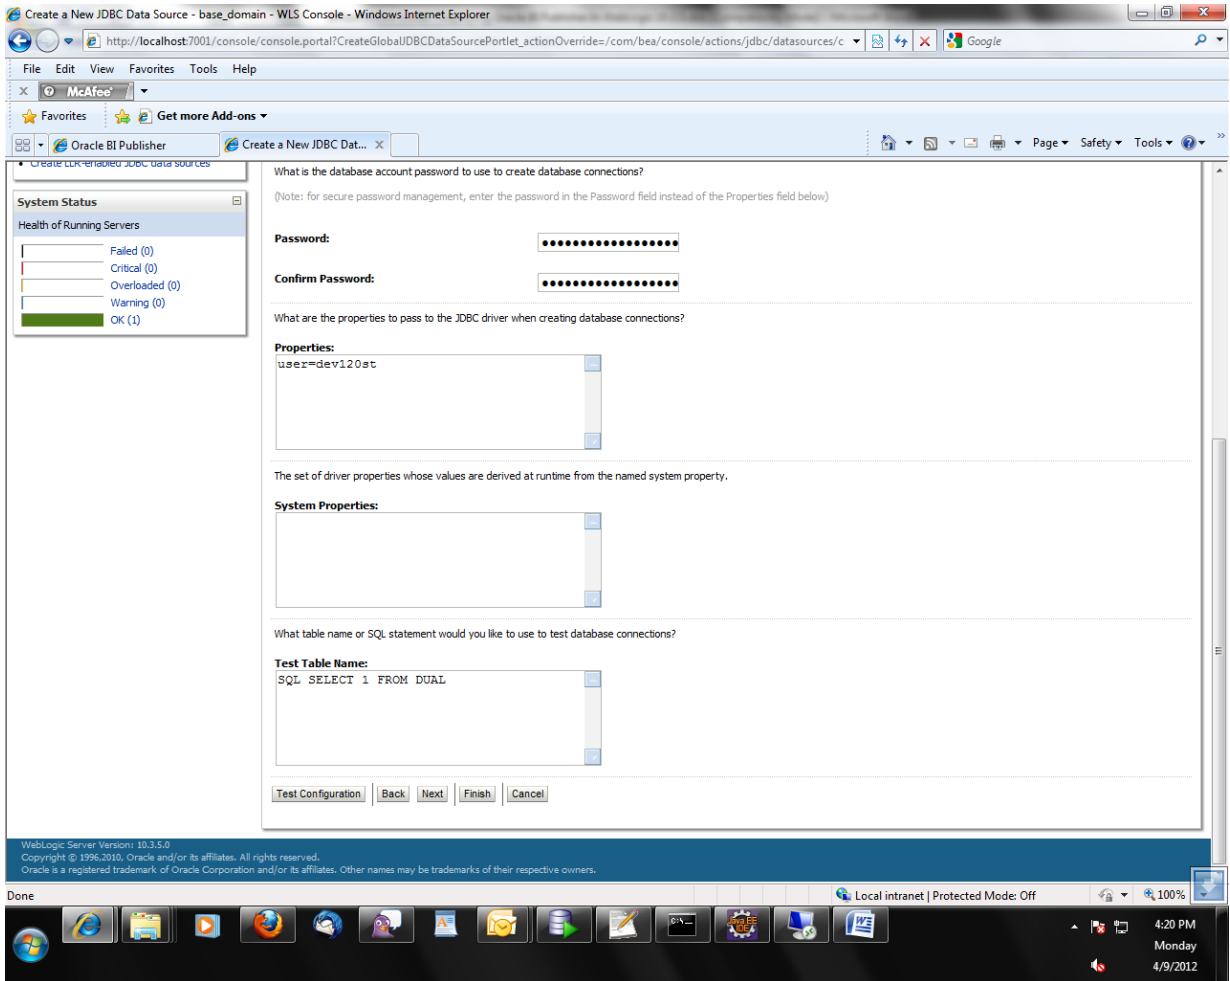 Create a New JDBC Data Source - base_domain - WLS Console - Windows Internet Explorer
http://localhost:7001/console/console.portal?CreateGlobalJDBCDataSourcePortlet_actionOverride=/com/bea/console/actions/jdbc/datasources/c
Google
File Edit View Favorites Tools Help
x McAfee
Favorites Get more Add-ons
Oracle BI Publisher Create a New JDBC Dat... X Page Safety Tools
Create LLR-enabled JDBC data sources
System Status
Health of Running Servers
Failed (0)
Critical (0)
Overloaded (0)
Warning (0)
OK (1)
What is the database account password to use to create database connections?
(Note: for secure password management, enter the password in the Password field instead of the Properties field below)
Password: ••••••••••••••••••
Confirm Password: ••••••••••••••••••
What are the properties to pass to the JDBC driver when creating database connections?
Properties:
user=dev120st
The set of driver properties whose values are derived at runtime from the named system property.
System Properties:
What table name or SQL statement would you like to use to test database connections?
Test Table Name:
SQL SELECT 1 FROM DUAL
Test Configuration Back Next Finish Cancel
WebLogic Server Version: 10.3.5.0
Copyright © 1996,2010, Oracle and/or its affiliates. All rights reserved.
Oracle is a registered trademark of Oracle Corporation and/or its affiliates. Other names may be trademarks of their respective owners.
Done Local intranet | Protected Mode: Off 100%
Java EE
IDE
4:20 PM
Monday
4/9/2012